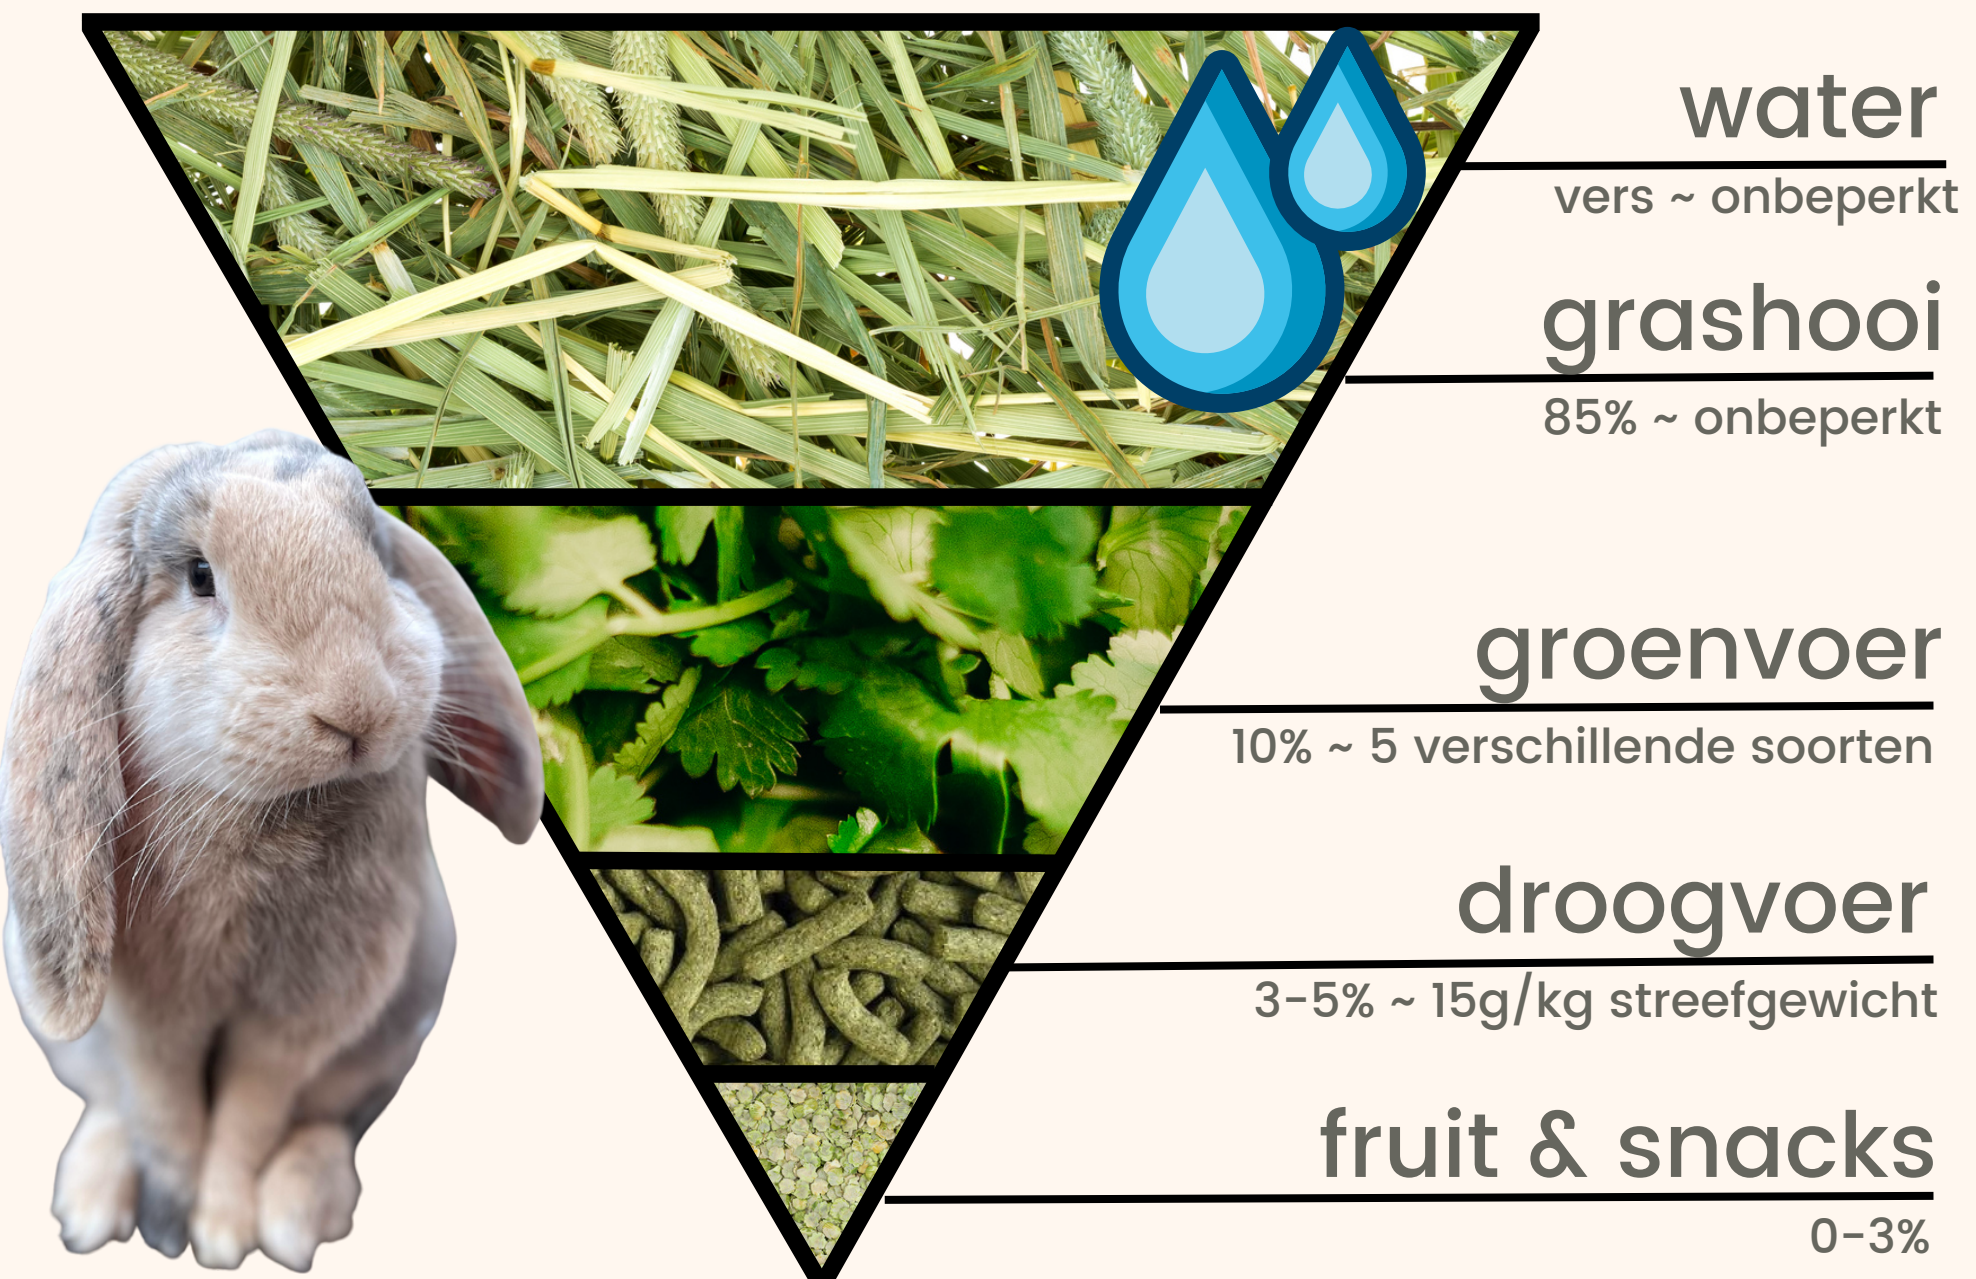 water
vers ~ onbeperkt
grashooi
85% ~ onbeperkt
groenvoer
10% ~ 5 verschillende soorten
droogvoer
3-5% ~ 15g/kg streefgewicht
fruit & snacks
0-3%